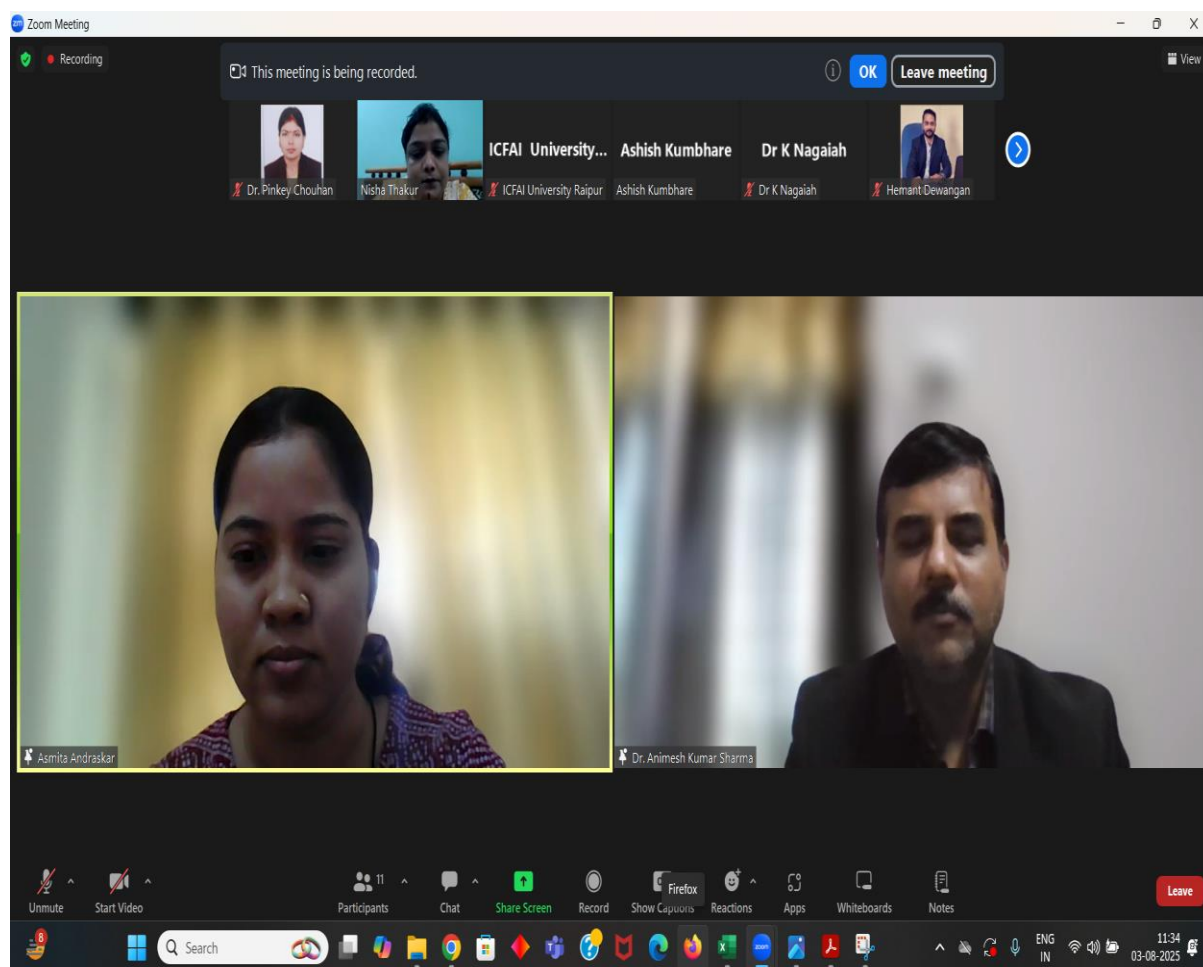 zm Zoom Meeting
Recording
This meeting is being recorded.
OK
Leave meeting
View
ICFAI University...
Ashish Kumbhare
Dr K Nagaiah
Dr. Pinkey Chouhan
Nisha Thakur
ICFAI University Raipur
Ashish Kumbhare
Dr K Nagaiah
Hemant Dewangan
Asmita Andraskar
Dr. Animesh Kumar Sharma
11
Unmute
Start Video
Participants
Chat
Share Screen
Record
Show Captions
Firefox
Reactions
Apps
Whiteboards
Notes
Leave
8
Search
zoom
ENG
IN
11:34
03-08-2025